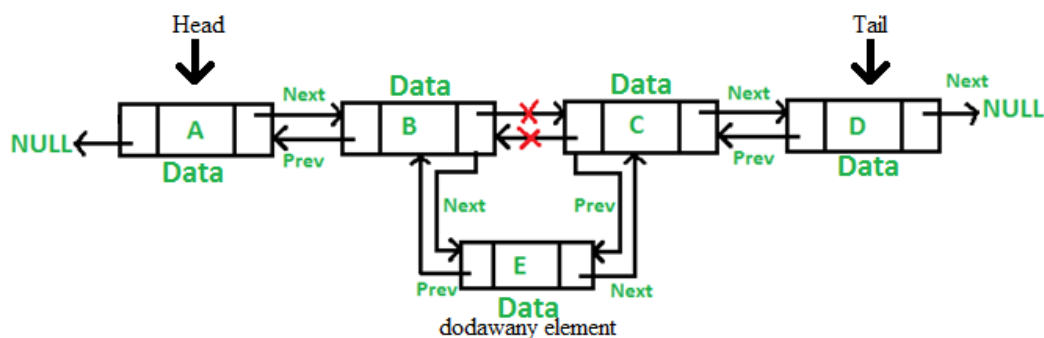 Head
Tail
Data
Data
Next
Next
Next
NULL
A
B
C
D
NULL
Prev
Prev
Data
Data
Next
Prev
E
Prev
Next
Data
dodawany element